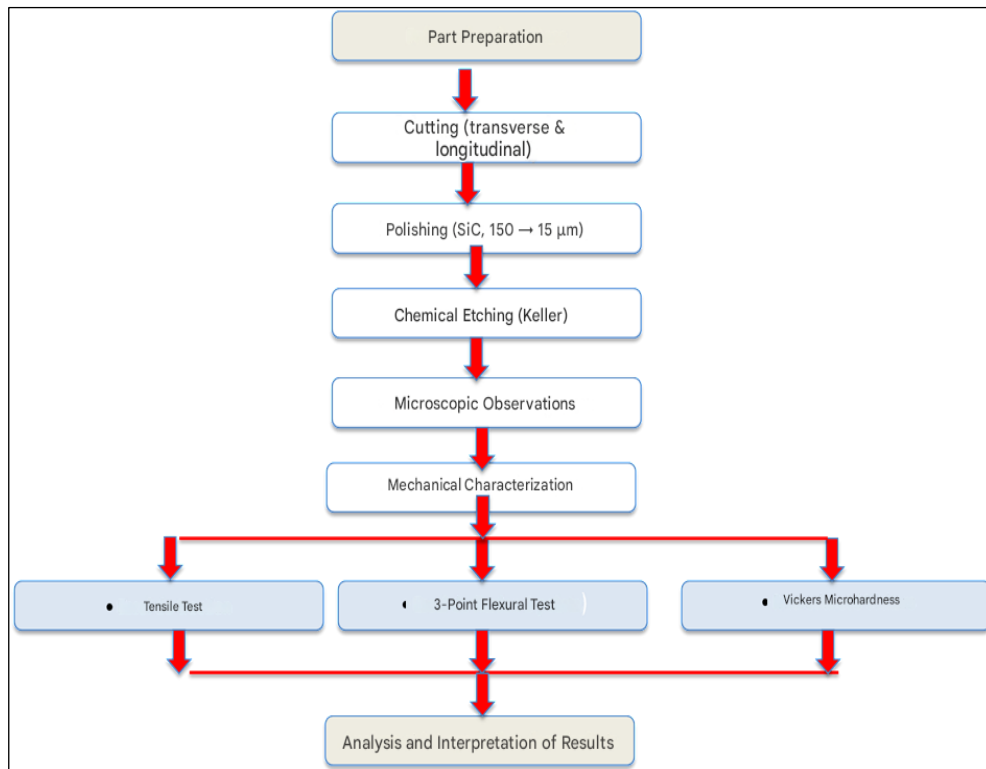 Part Preparation
Cutting (transverse &
longitudinal)
Polishing (SiC, 150 → 15 μm)
Chemical Etching (Keller)
Microscopic Observations
Mechanical Characterization
• Tensile Test
• 3-Point Flexural Test )
• Vickers Microhardness
Analysis and Interpretation of Results